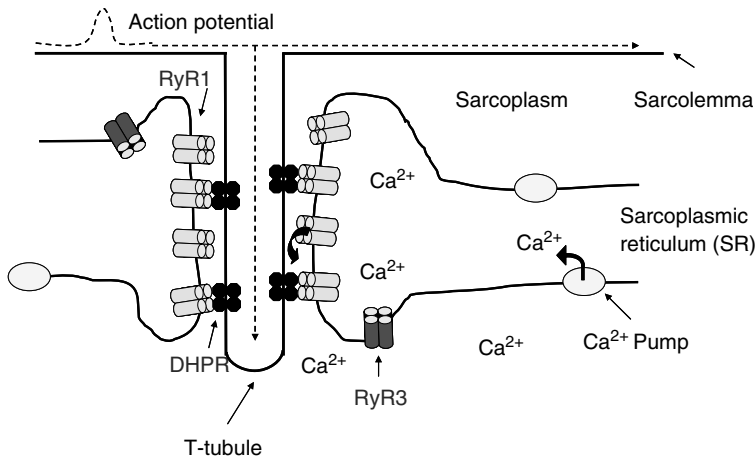 Action potential
RyR1
Sarcoplasm
Sarcolemma
Ca²⁺
Sarcoplasmic
reticulum (SR)
Ca²⁺
Ca²⁺
DHPR
Ca²⁺
Ca²⁺
Ca²⁺ Pump
RyR3
T-tubule